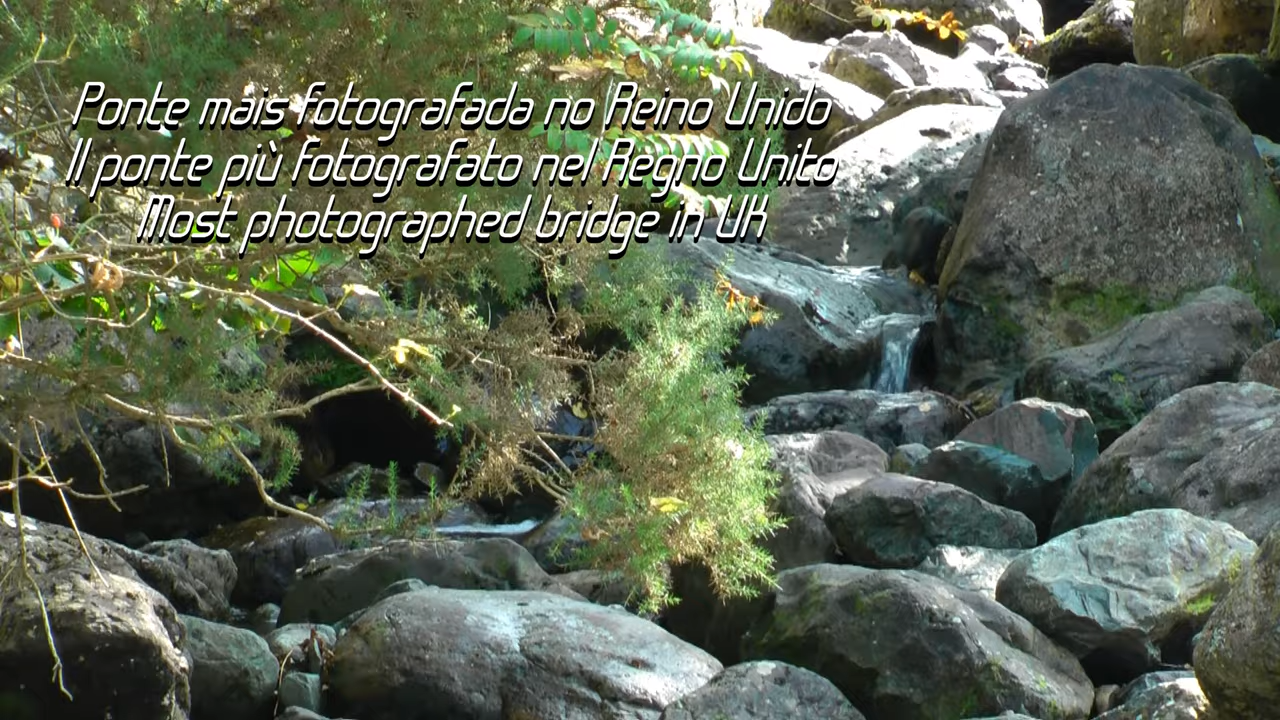 Ponte mais fotografada no Reino Unido
Il ponte più fotografato nel Regno Unito
Most photographed bridge in UK